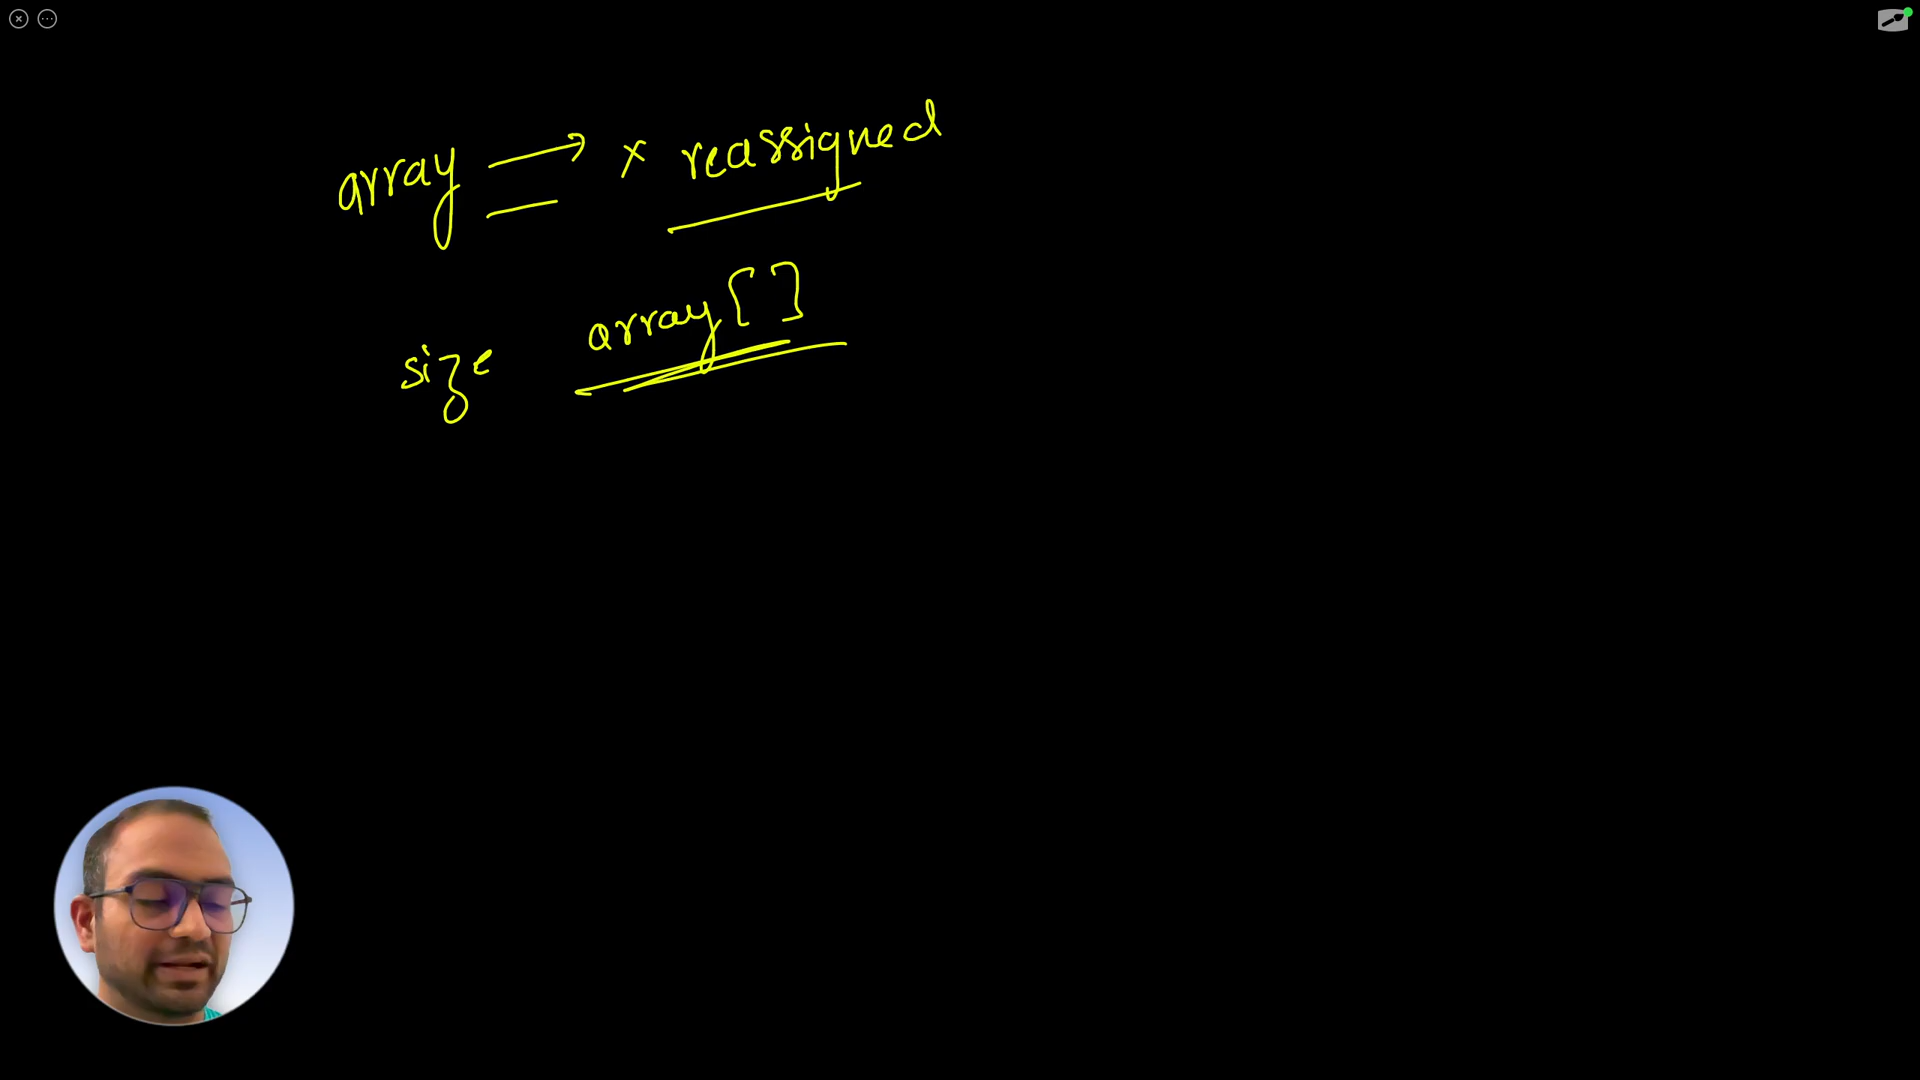 array → × reassigned
size array[]